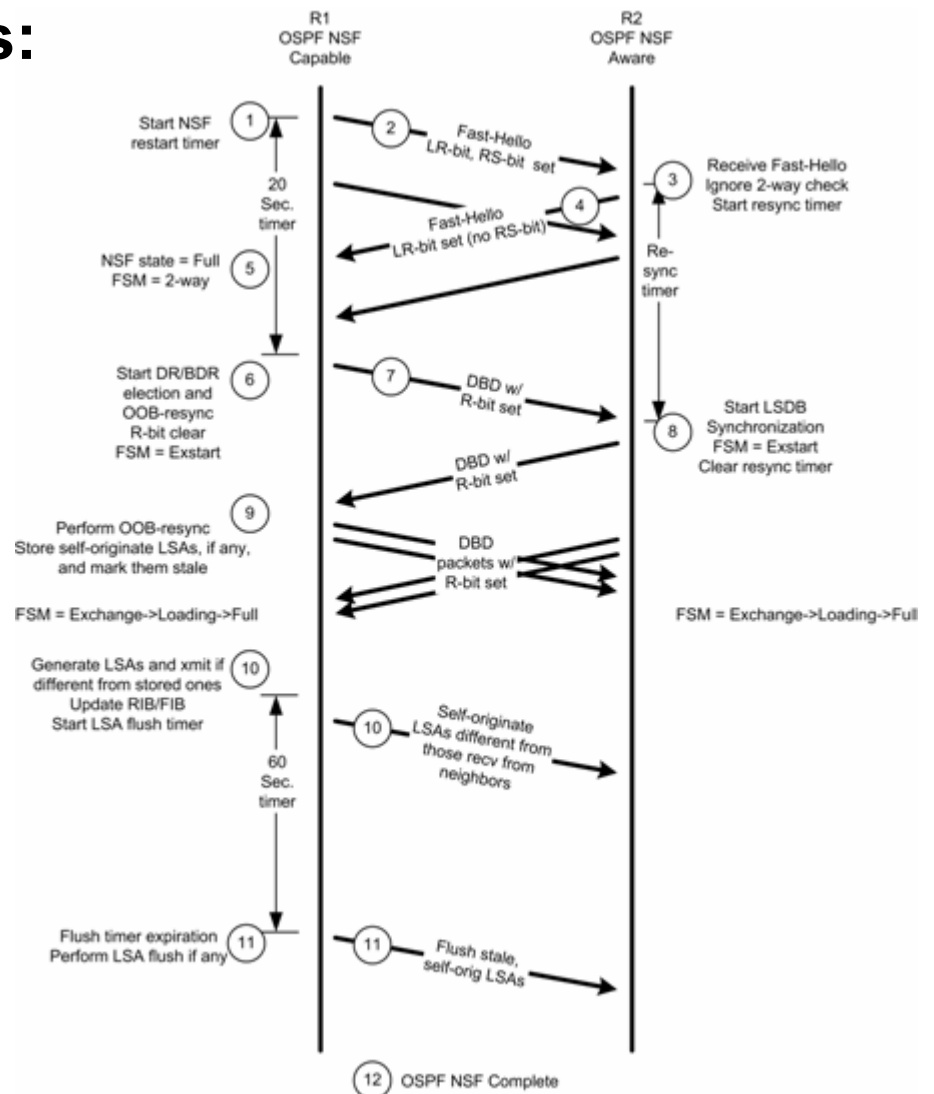 s:
R1
OSPF NSF
Capable
R2
OSPF NSF
Aware
Start NSF
restart timer
1
2
Fast-Hello
LR-bit, RS-bit set
3
Receive Fast-Hello
Ignore 2-way check
Start resync timer
20
Sec.
timer
4
Fast-Hello
LR-bit set (no RS-bit)
NSF state = Full
FSM = 2-way
5
Re-
sync
timer
Start DR/BDR
election and
OOB-resync
R-bit clear
FSM = Exstart
6
7
DBD w/
R-bit set
8
Start LSDB
Synchronization
FSM = Exstart
Clear resync timer
DBD w/
R-bit set
9
Perform OOB-resync
Store self-originate LSAs, if any,
and mark them stale
DBD
packets w/
R-bit set
FSM = Exchange->Loading->Full
FSM = Exchange->Loading->Full
Generate LSAs and xmit if
different from stored ones
Update RIB/FIB
Start LSA flush timer
10
10
Self-originate
LSAs different from
those recv from
neighbors
60
Sec.
timer
Flush timer expiration
Perform LSA flush if any
11
11
Flush stale,
self-orig LSAs
12
OSPF NSF Complete